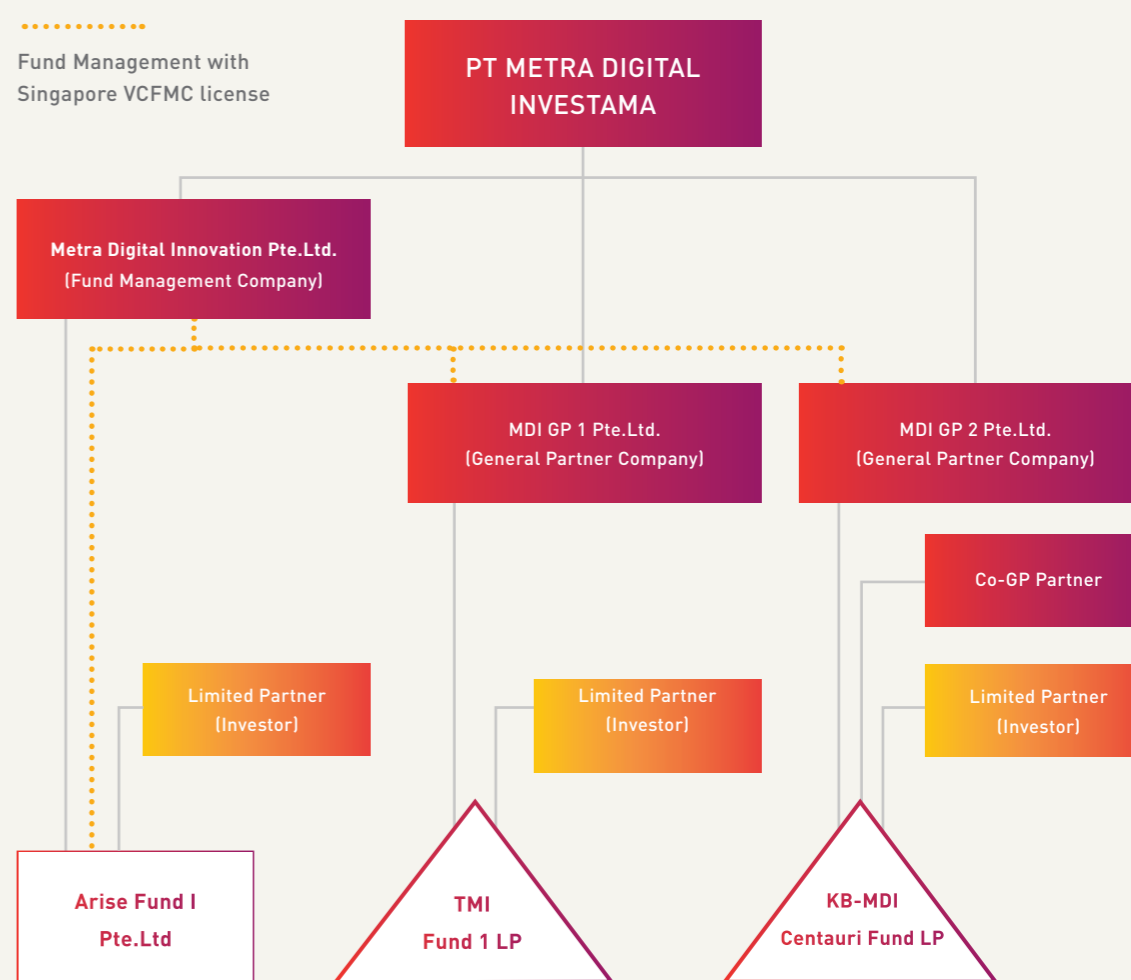 Fund Management with
Singapore VCFMC license
PT METRA DIGITAL
INVESTAMA
Metra Digital Innovation Pte.Ltd.
(Fund Management Company)
MDI GP 1 Pte.Ltd.
(General Partner Company)
MDI GP 2 Pte.Ltd.
(General Partner Company)
Co-GP Partner
Limited Partner
(Investor)
Limited Partner
(Investor)
Limited Partner
(Investor)
Arise Fund I
Pte.Ltd
TMI
Fund 1 LP
KB-MDI
Centauri Fund LP